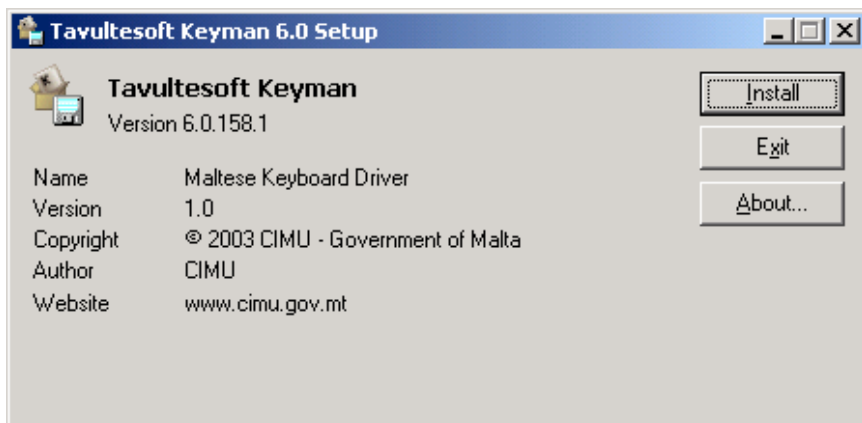 Tavultesoft Keyman 6.0 Setup
Tavultesoft Keyman
Version 6.0.158.1
Install
Exit
About...
Name Maltese Keyboard Driver
Version 1.0
Copyright © 2003 CIMU - Government of Malta
Author CIMU
Website www.cimu.gov.mt